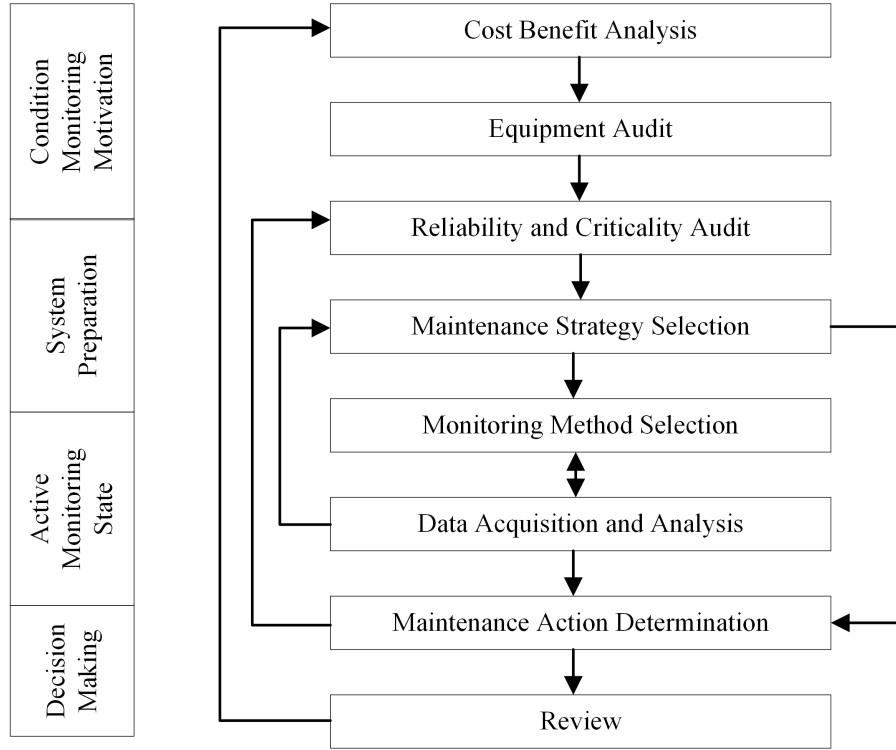 Condition
Monitoring
Motivation
System
Preparation
Active
Monitoring
State
Decision
Making
Cost Benefit Analysis
Equipment Audit
Reliability and Criticality Audit
Maintenance Strategy Selection
Monitoring Method Selection
Data Acquisition and Analysis
Maintenance Action Determination
Review